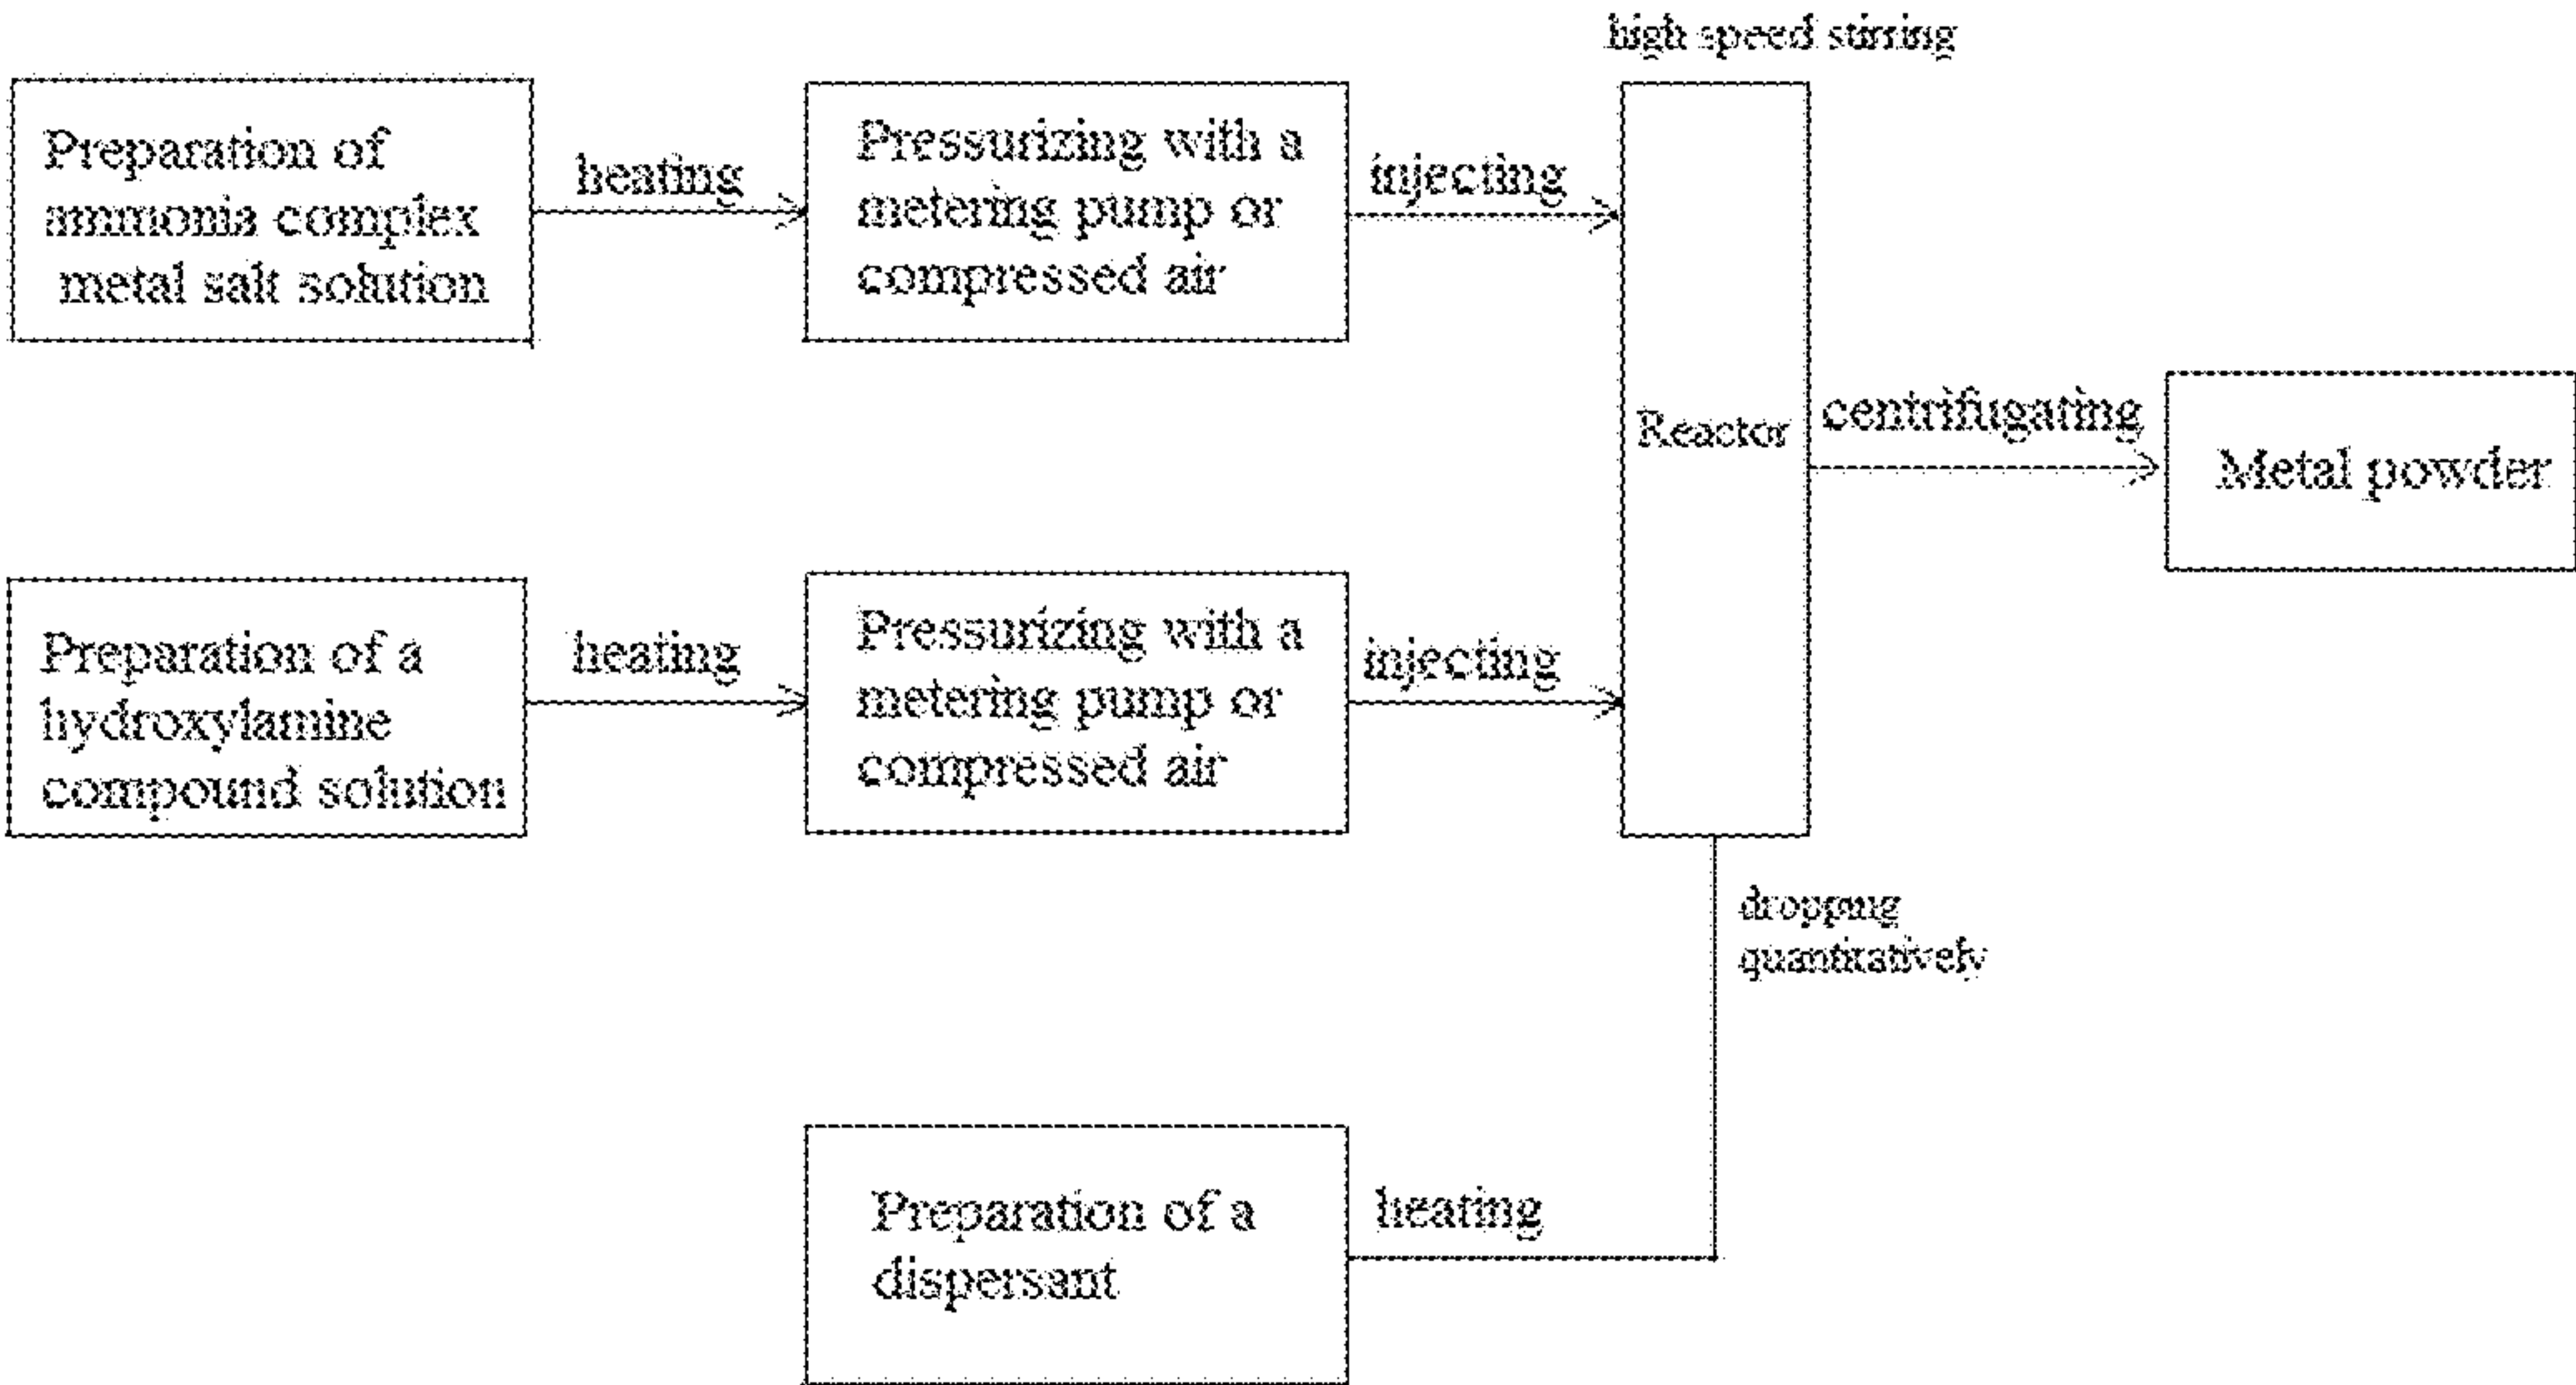 high speed stirring
Preparation of
ammonia complex
metal salt solution
heating
Pressurizing with a
metering pump or
compressed air
injecting
Reactor
centrifugating
Metal powder
Preparation of a
hydroxylamine
compound solution
heating
Pressurizing with a
metering pump or
compressed air
injecting
dropping
quantitatively
Preparation of a
dispersant
heating